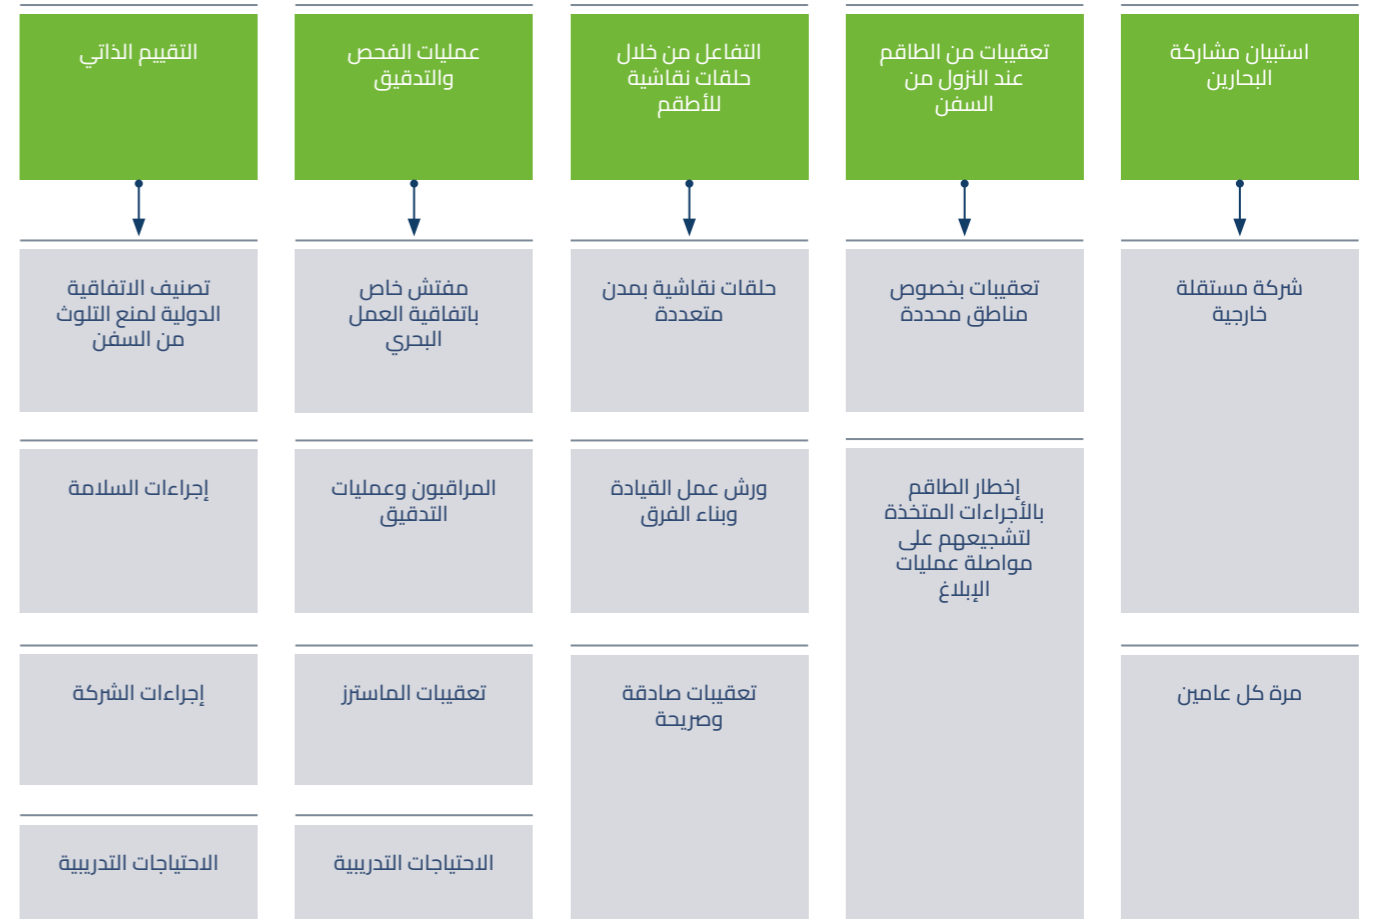 استبيان مشاركة
البحارين
تعقيبات من الطاقم
عند النزول من
السفن
التفاعل من خلال
حلقات نقاشية
للأطقم
عمليات الفحص
والتدقيق
التقييم الذاتي
شركة مستقلة
خارجية
تعقيبات بخصوص
مناطق محددة
حلقات نقاشية بمدن
متعددة
مفتش خاص
باتفاقية العمل
البحري
تصنيف الاتفاقية
الدولية لمنع التلوث
من السفن
إخطار الطاقم
بالأجراءات المتخذة
لتشجيعهم على
مواصلة عمليات
الإبلاغ
ورش عمل القيادة
وبناء الفرق
المراقبون وعمليات
التدقيق
إجراءات السلامة
مرة كل عامين
تعقيبات صادقة
وصريحة
تعقيبات الماسترز
إجراءات الشركة
الاحتياجات التدريبية
الاحتياجات التدريبية